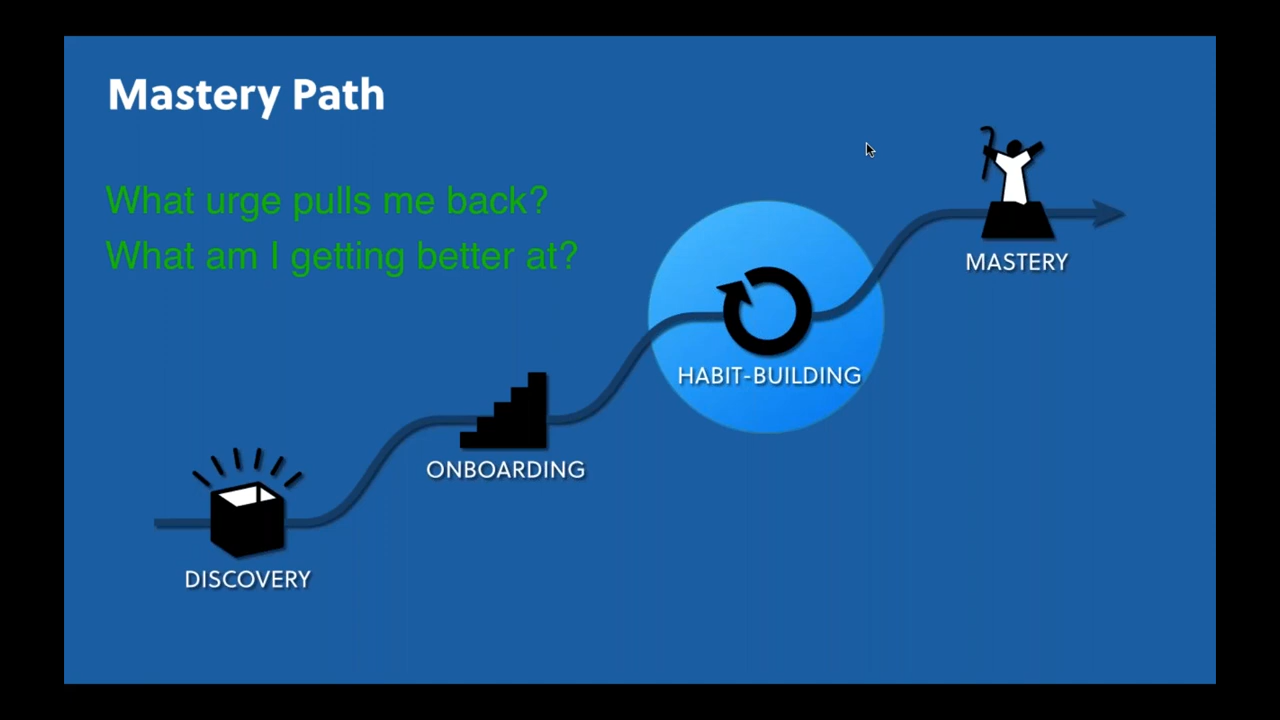 Mastery Path
What urge pulls me back?
What am I getting better at?
MASTERY
HABIT-BUILDING
ONBOARDING
DISCOVERY